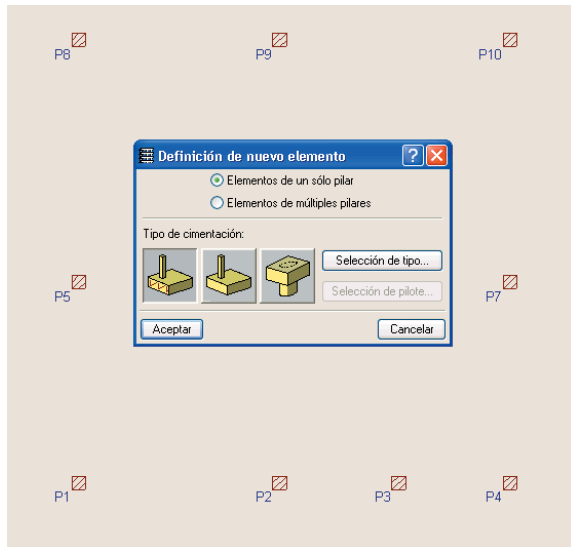 P8 P9 P10
Definición de nuevo elemento
Elementos de un sólo pilar
Elementos de múltiples pilares
Tipo de cimentación:
Selección de tipo...
Selección de pilote...
Aceptar Cancelar
P5 P7
P1 P2 P3 P4